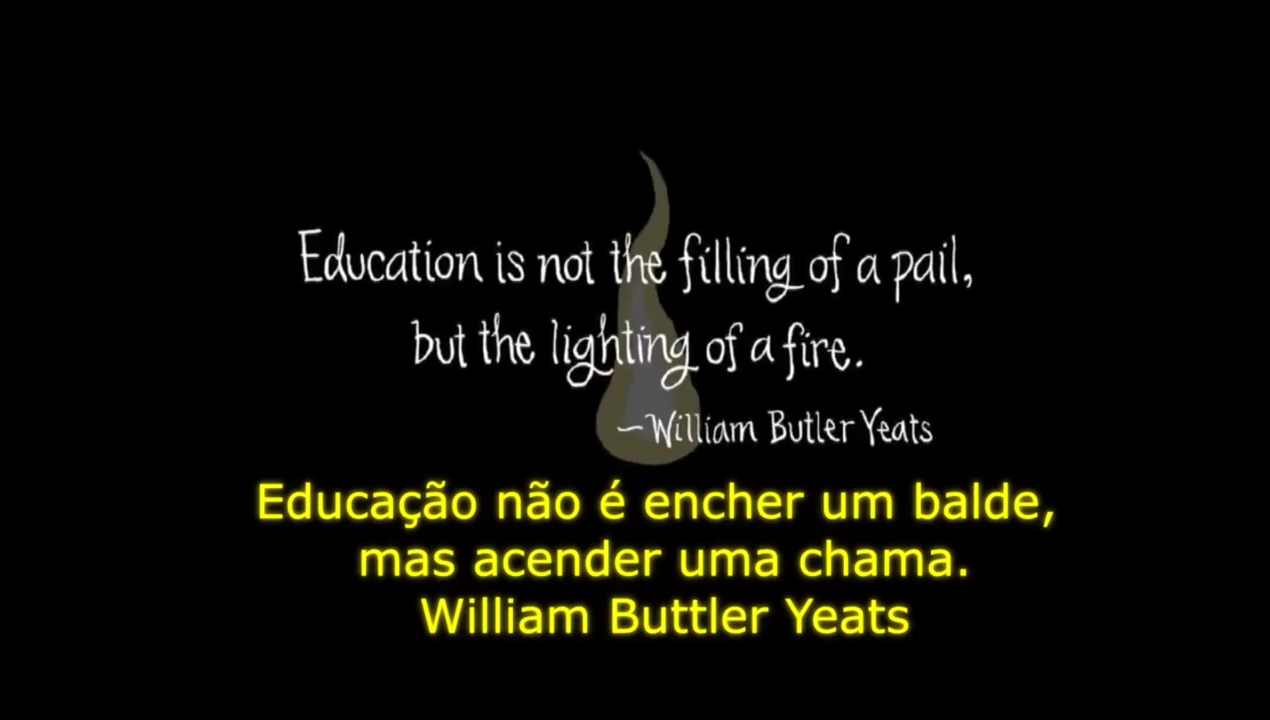 Education is not the filling of a pail,
but the lighting of a fire.
—William Butler Yeats
Educação não é encher um balde,
mas acender uma chama.
William Buttler Yeats